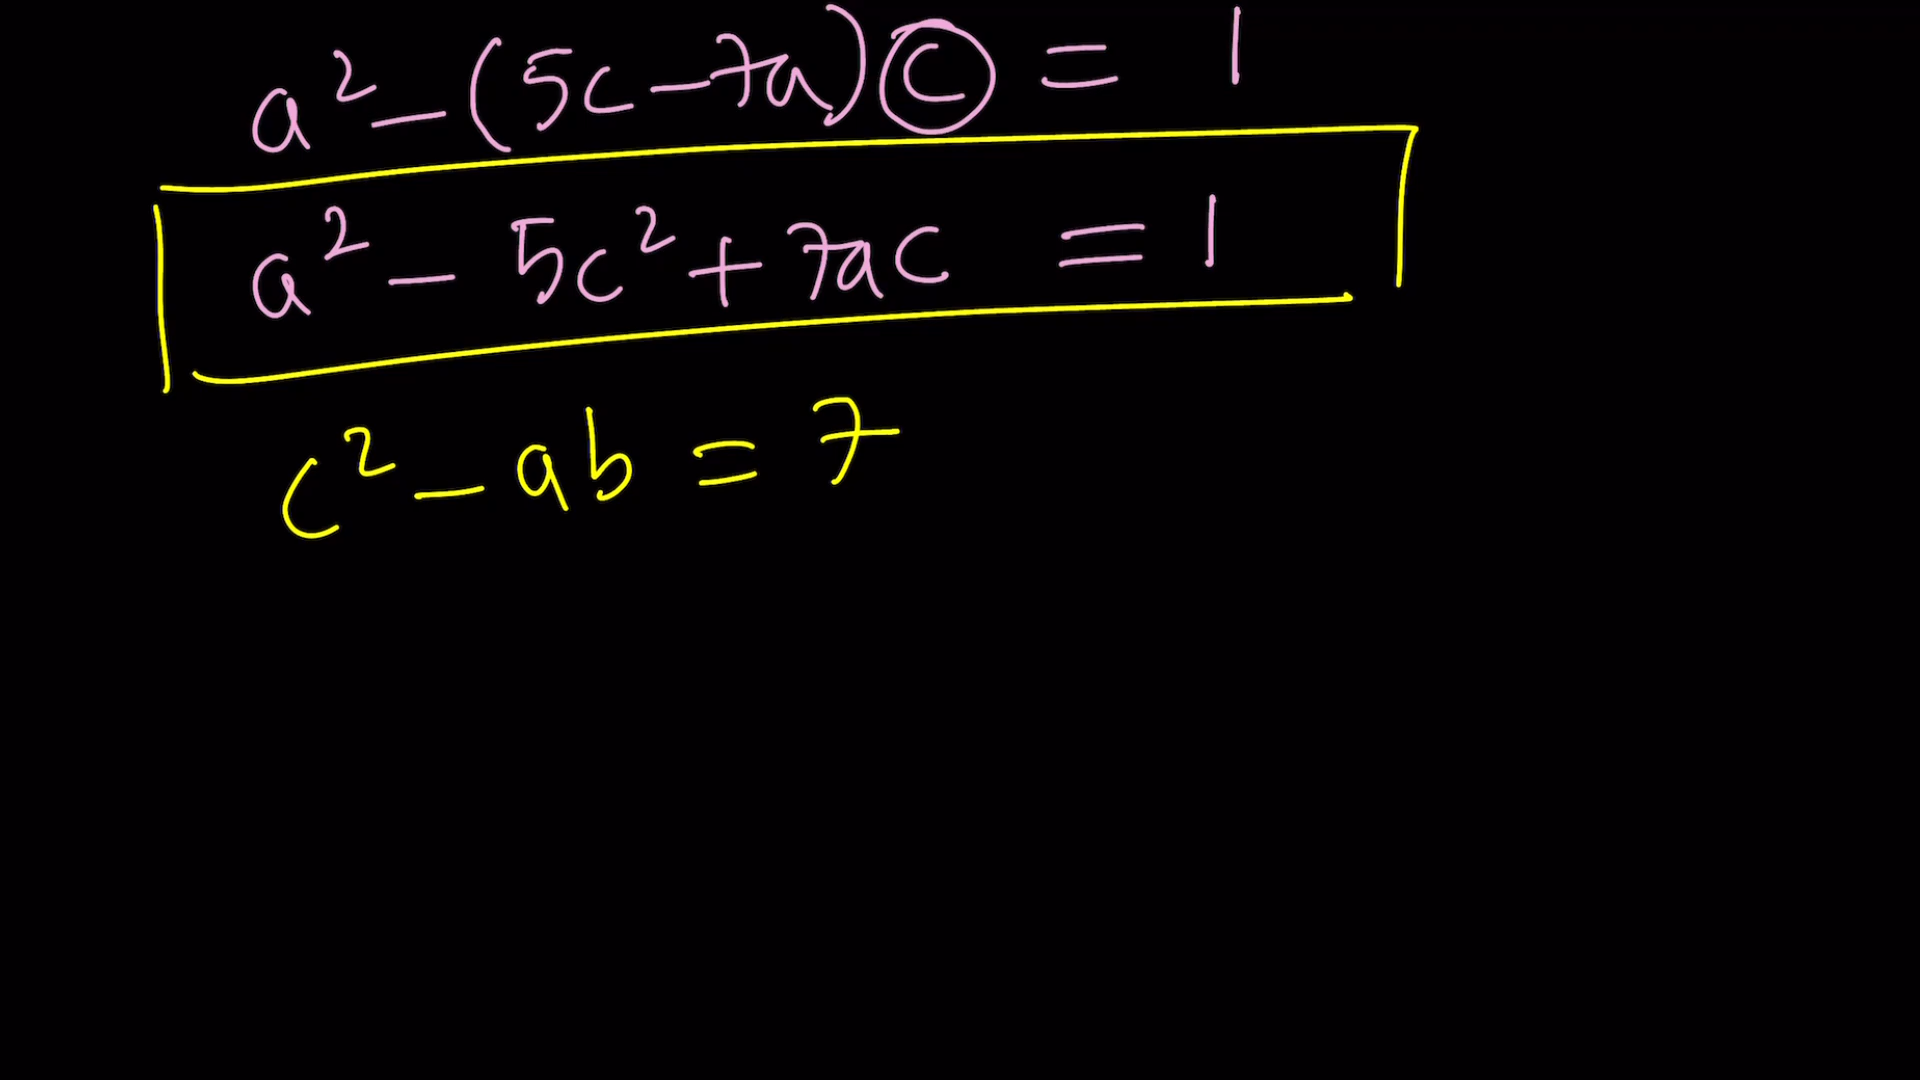 a² - (5c - 7a) c = 1
a² - 5c² + 7ac = 1
c² - ab = 7